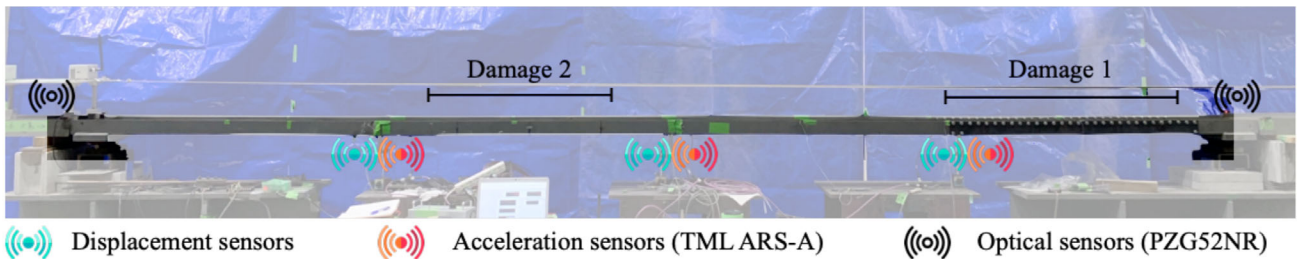 Damage 2
Damage 1
Displacement sensors
Acceleration sensors (TML ARS-A)
Optical sensors (PZG52NR)